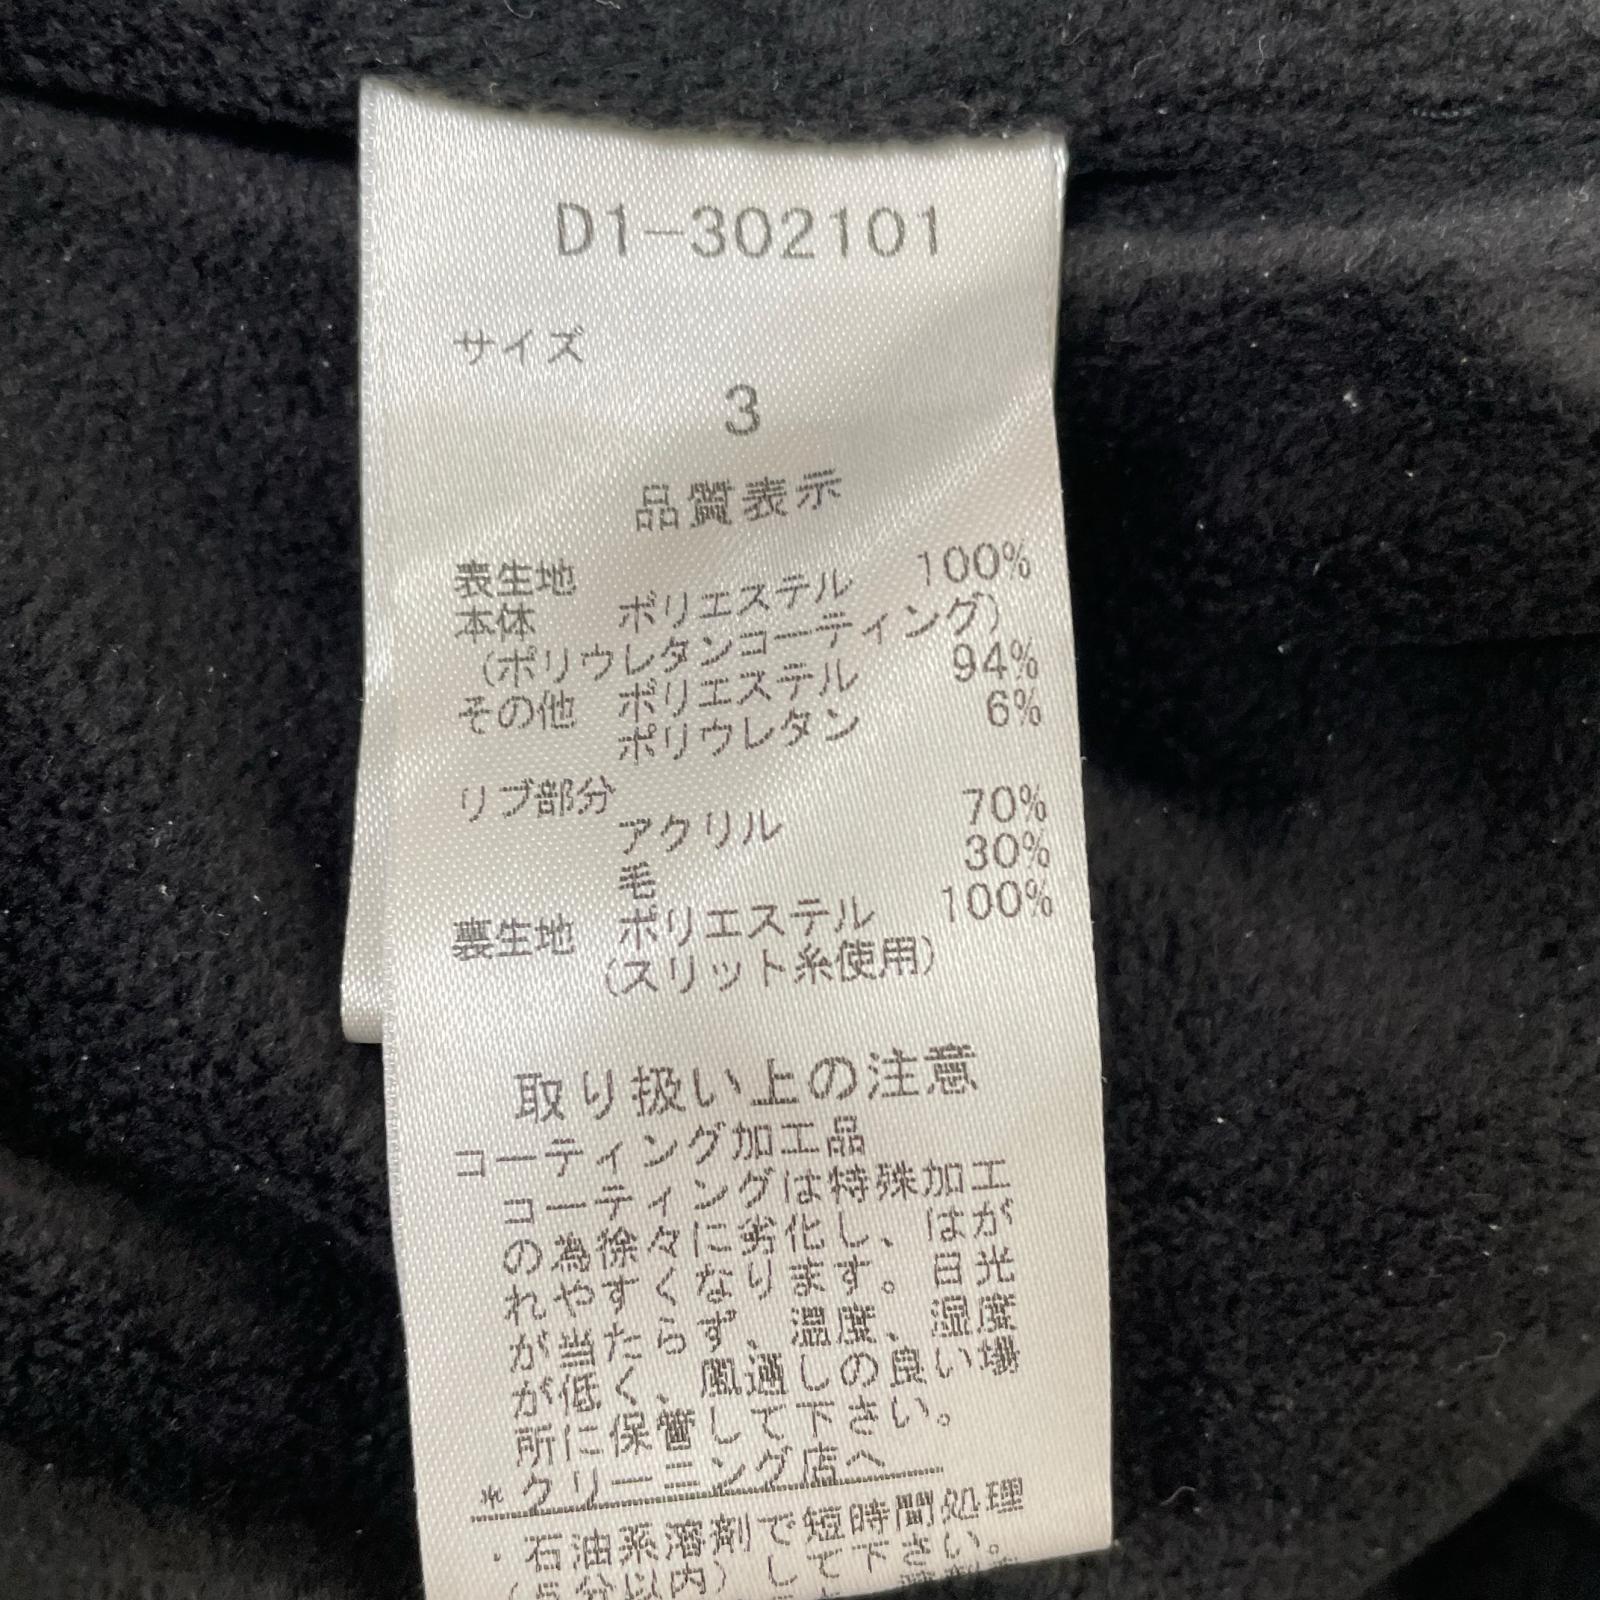 D1-302101
サイズ
3
品質表示
表生地
本体 ポリエステル 100%
(ポリウレタンコーティング)
その他 ポリエステル 94%
ポリウレタン 6%
リブ部分
アクリル 70%
毛 30%
裏生地 ポリエステル 100%
(スリット糸使用)
取り扱い上の注意
コーティング加工品
コーティングは特殊加工
の為徐々に劣化し、はが
れやすくなります。日光
が当たらず、温度、湿度
が低く、風通しの良い場
所に保管して下さい。
*クリーニング店へ
・石油系溶剤で短時間処理
(5分以内)して下さい。